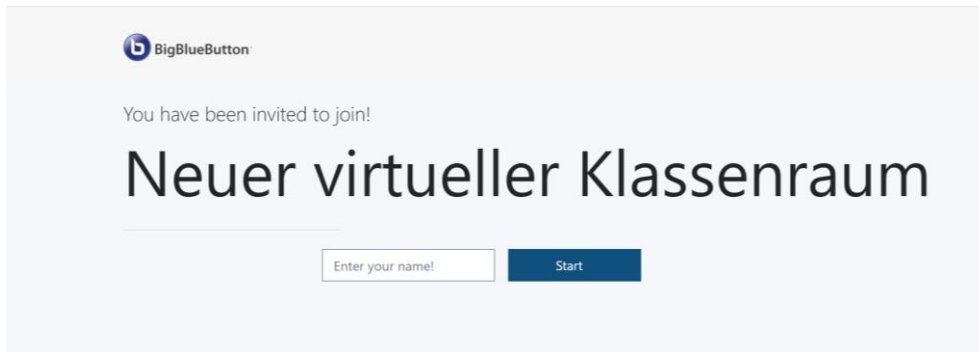 BigBlueButton
You have been invited to join!
Neuer virtueller Klassenraum
Enter your name!
Start